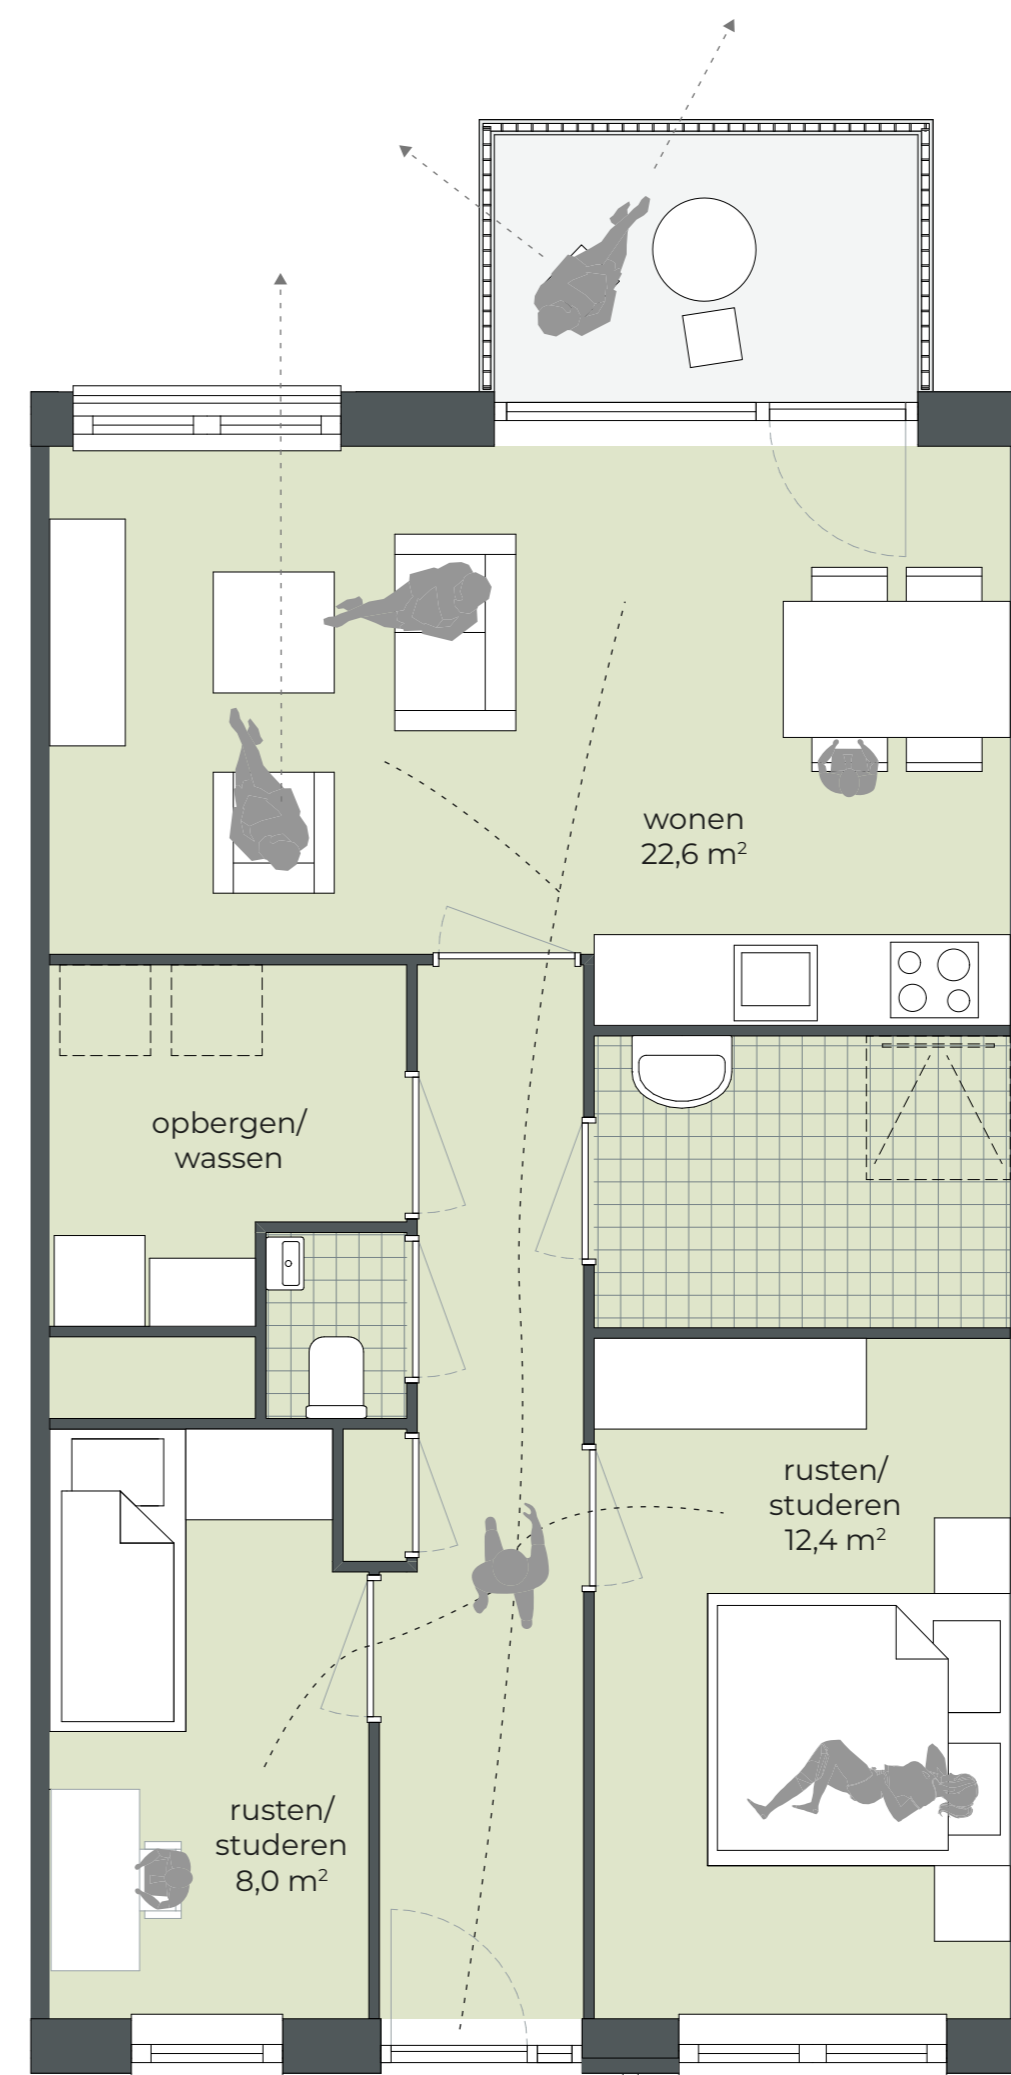 wonen
22,6 m²
opbergen/
wassen
rusten/
studeren
12,4 m²
rusten/
studeren
8,0 m²